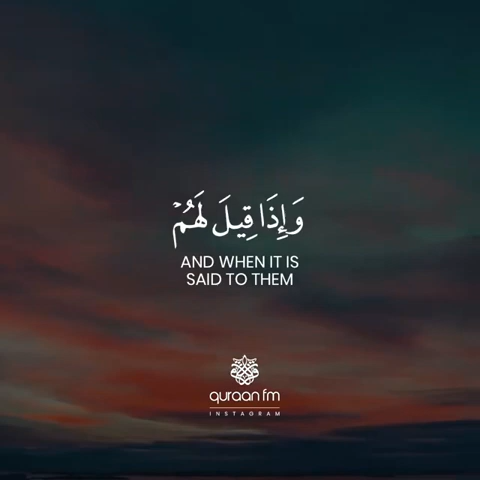 وَإِذَا قِيلَ لَهُمْ
AND WHEN IT IS
SAID TO THEM
quraan fm
INSTAGRAM